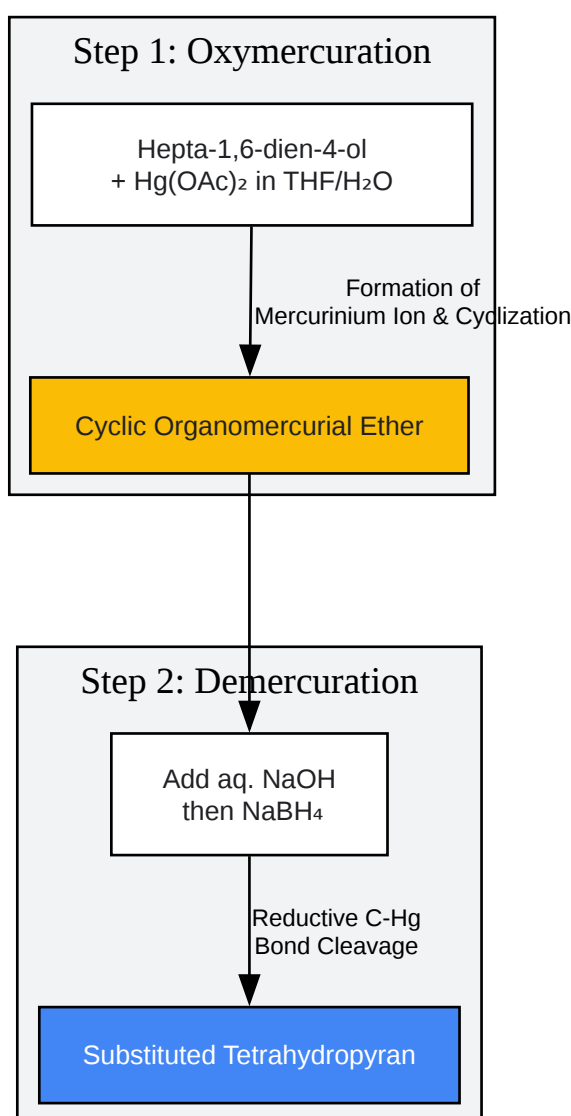 Step 1: Oxymercuration
Hepta-1,6-dien-4-ol
+ Hg(OAc)₂ in THF/H₂O
Formation of
Mercurinium Ion & Cyclization
Cyclic Organomercurial Ether
Step 2: Demercuration
Add aq. NaOH
then NaBH₄
Reductive C-Hg
Bond Cleavage
Substituted Tetrahydropyran